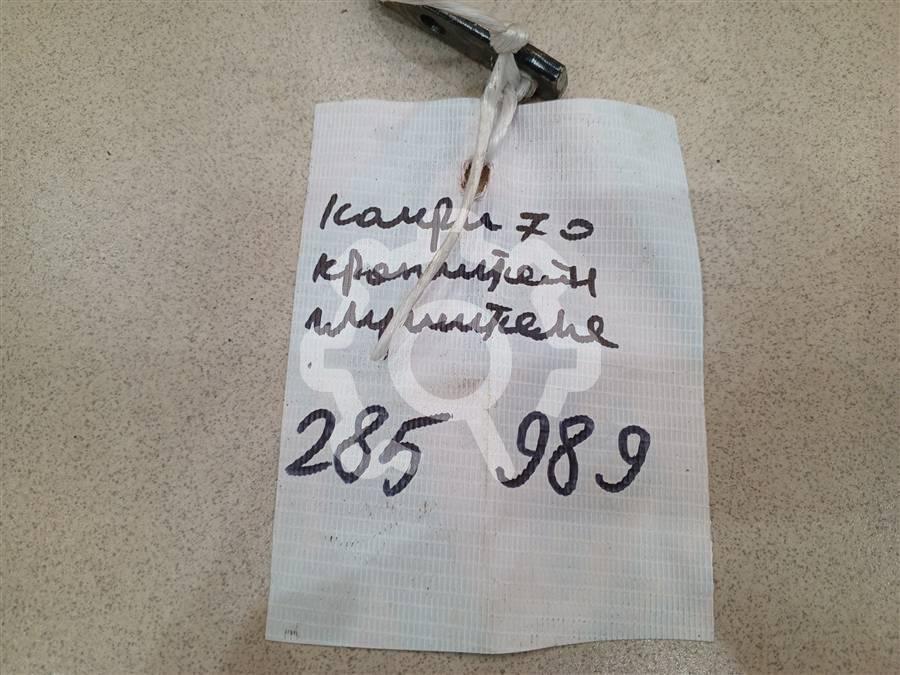 Камри 70
кронштейн
глушителя
285 989